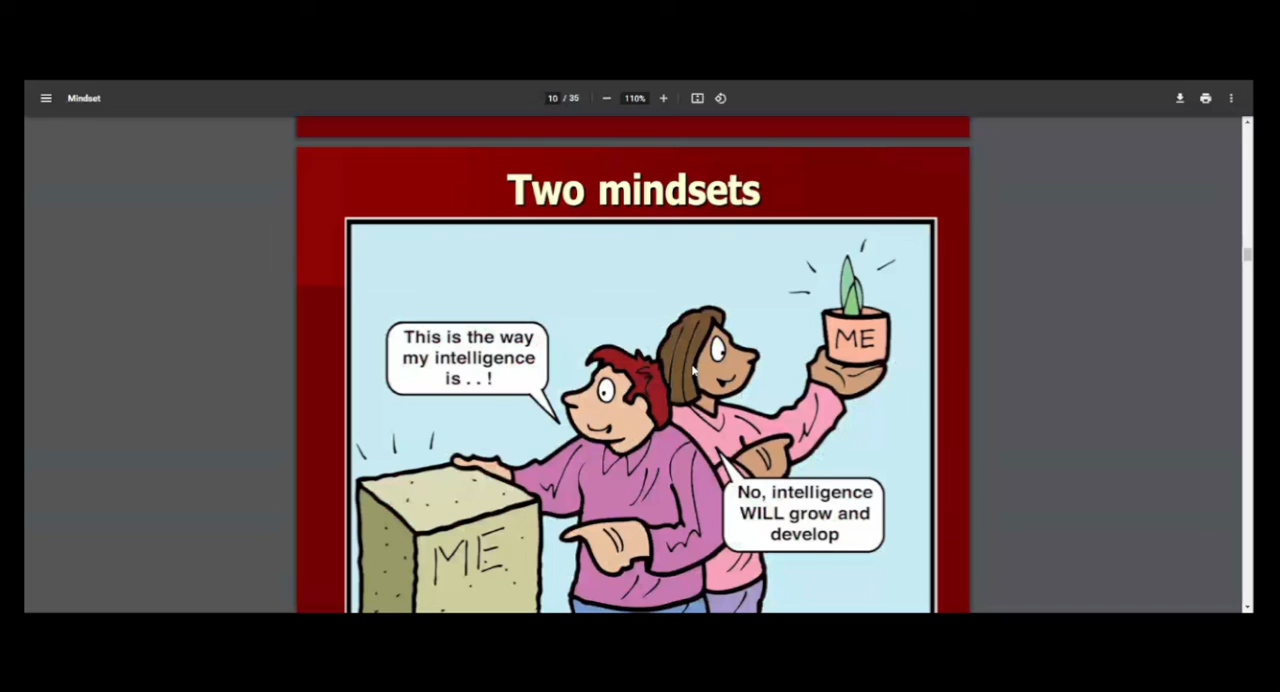 Mindset
10 / 35
110%
Two mindsets
This is the way
my intelligence
is . . !
ME
No, intelligence
WILL grow and
develop
ME